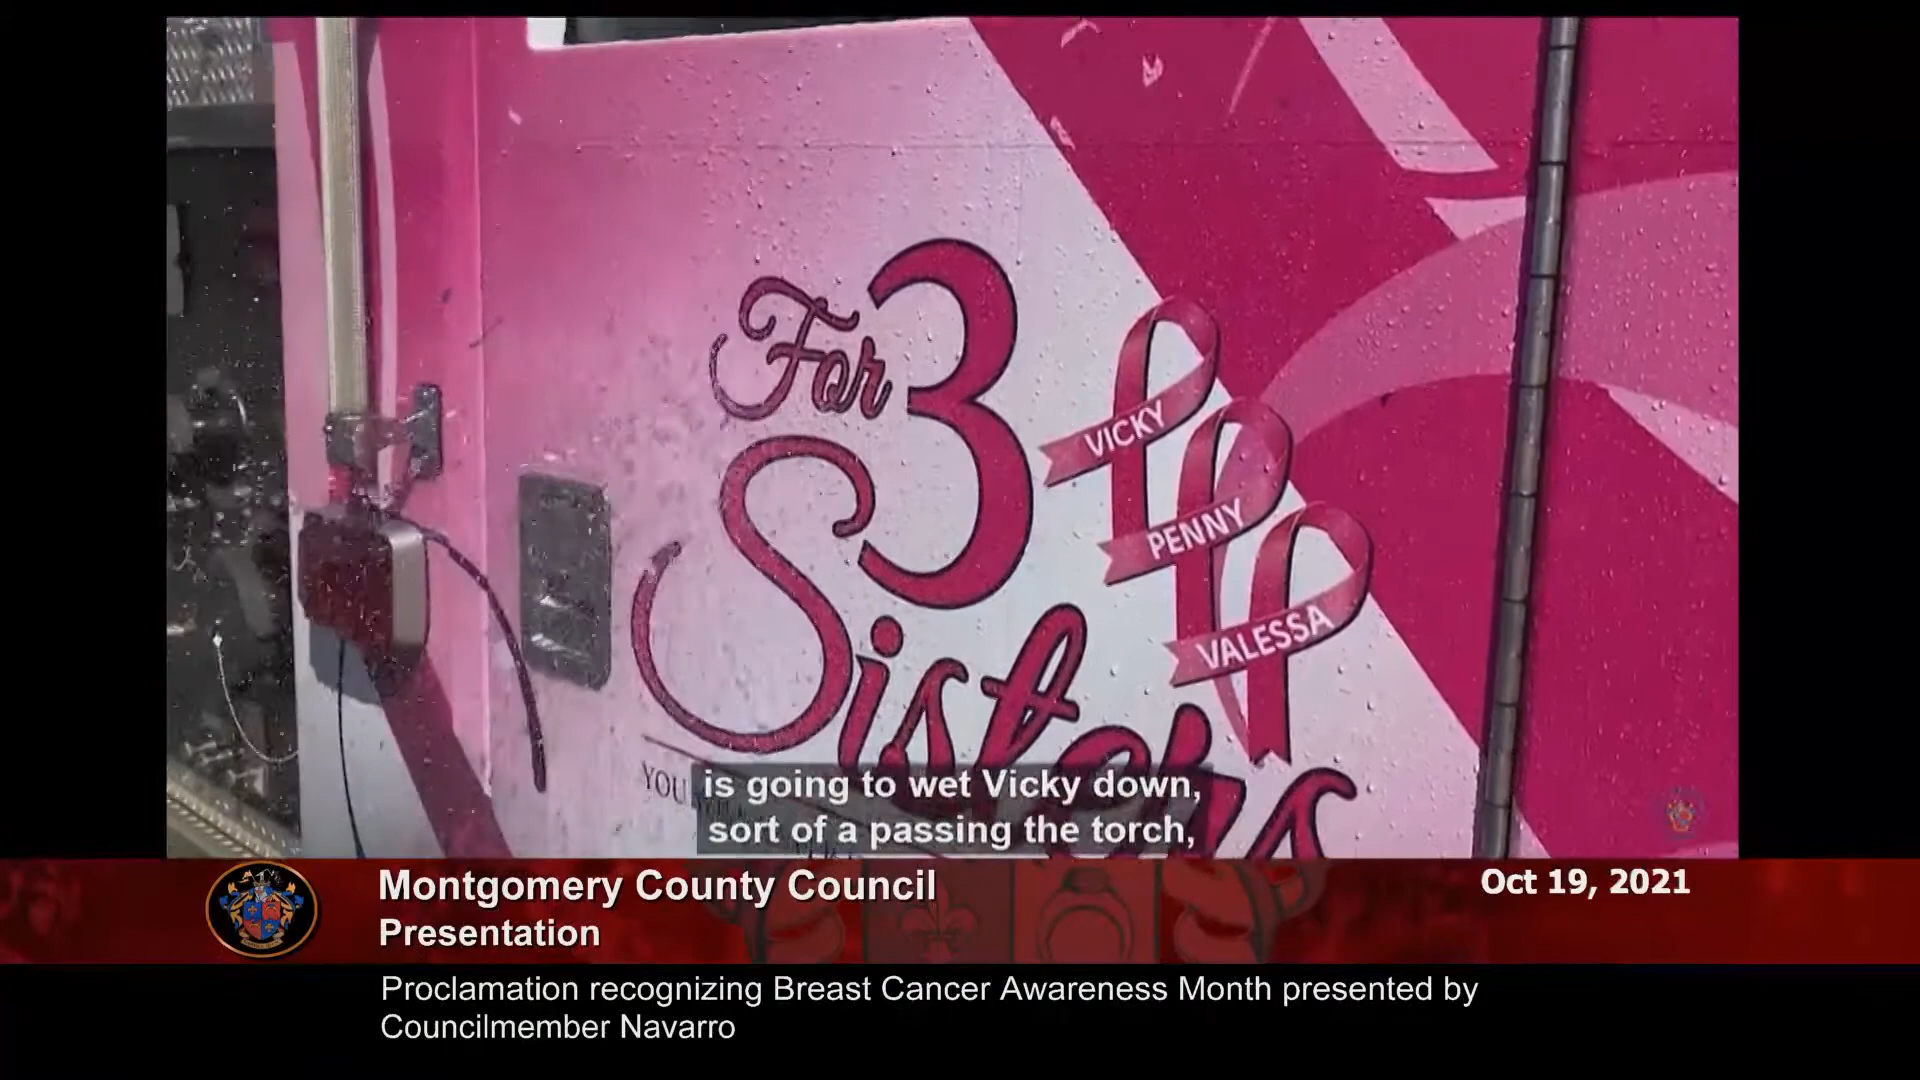 For 3
Sisters
VICKY
PENNY
VALESSA
YOU
is going to wet Vicky down,
sort of a passing the torch,
Montgomery County Council
Presentation
Oct 19, 2021
Proclamation recognizing Breast Cancer Awareness Month presented by
Councilmember Navarro